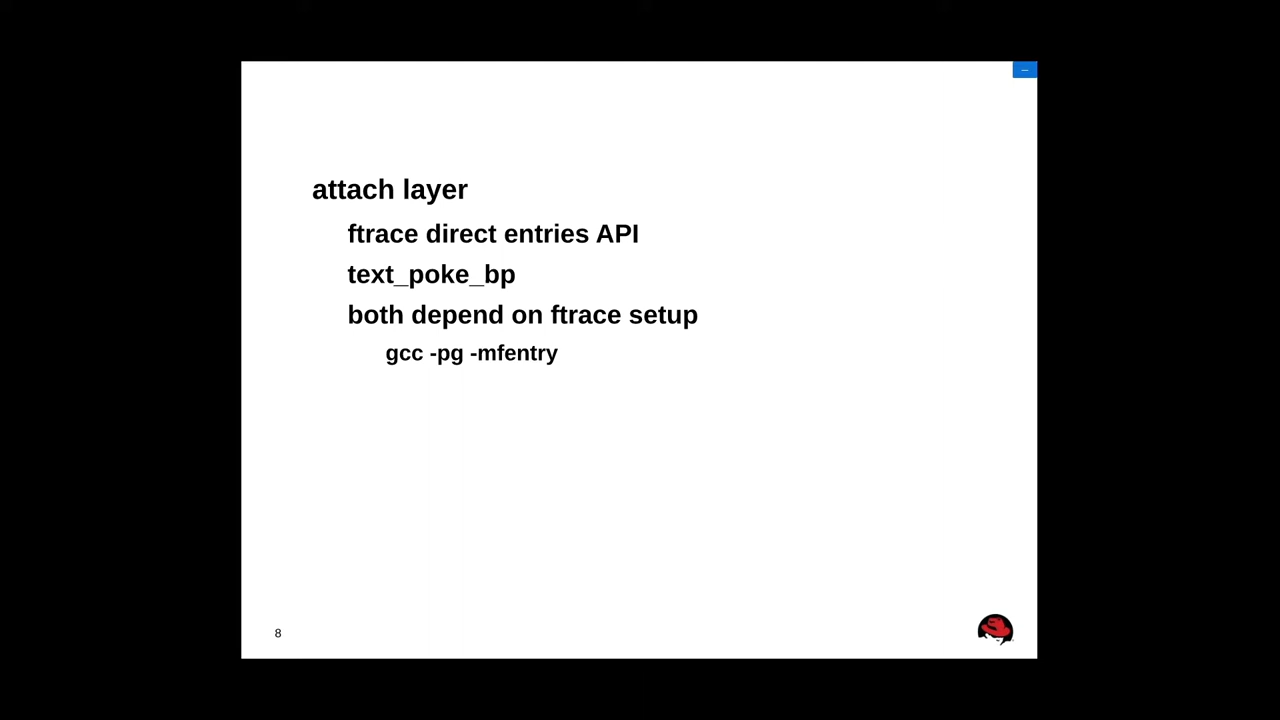 attach layer
ftrace direct entries API
text_poke_bp
both depend on ftrace setup
gcc -pg -mfentry
8